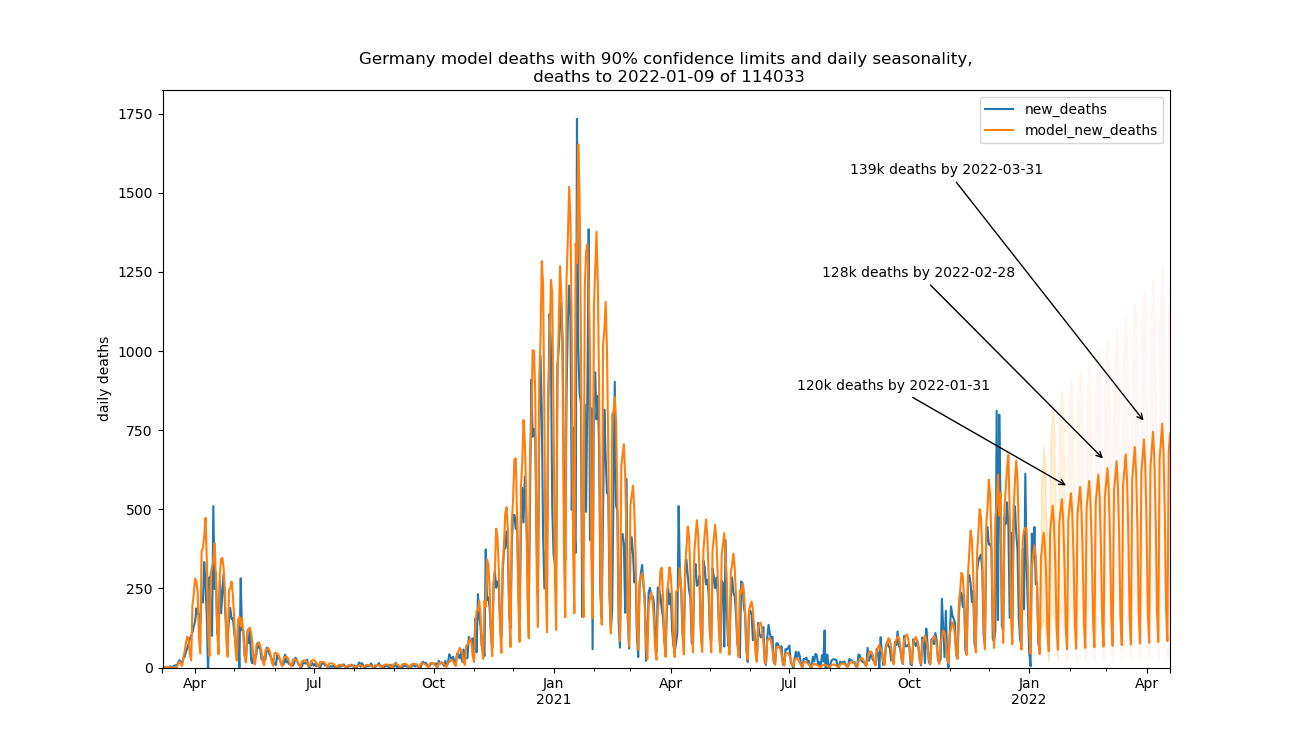 Germany model deaths with 90% confidence limits and daily seasonality,
deaths to 2022-01-09 of 114033
new_deaths
model_new_deaths
139k deaths by 2022-03-31
128k deaths by 2022-02-28
120k deaths by 2022-01-31
daily deaths
1750
1500
1250
1000
750
500
250
0
Apr
Jul
Oct
Jan
2021
Apr
Jul
Oct
Jan
2022
Apr